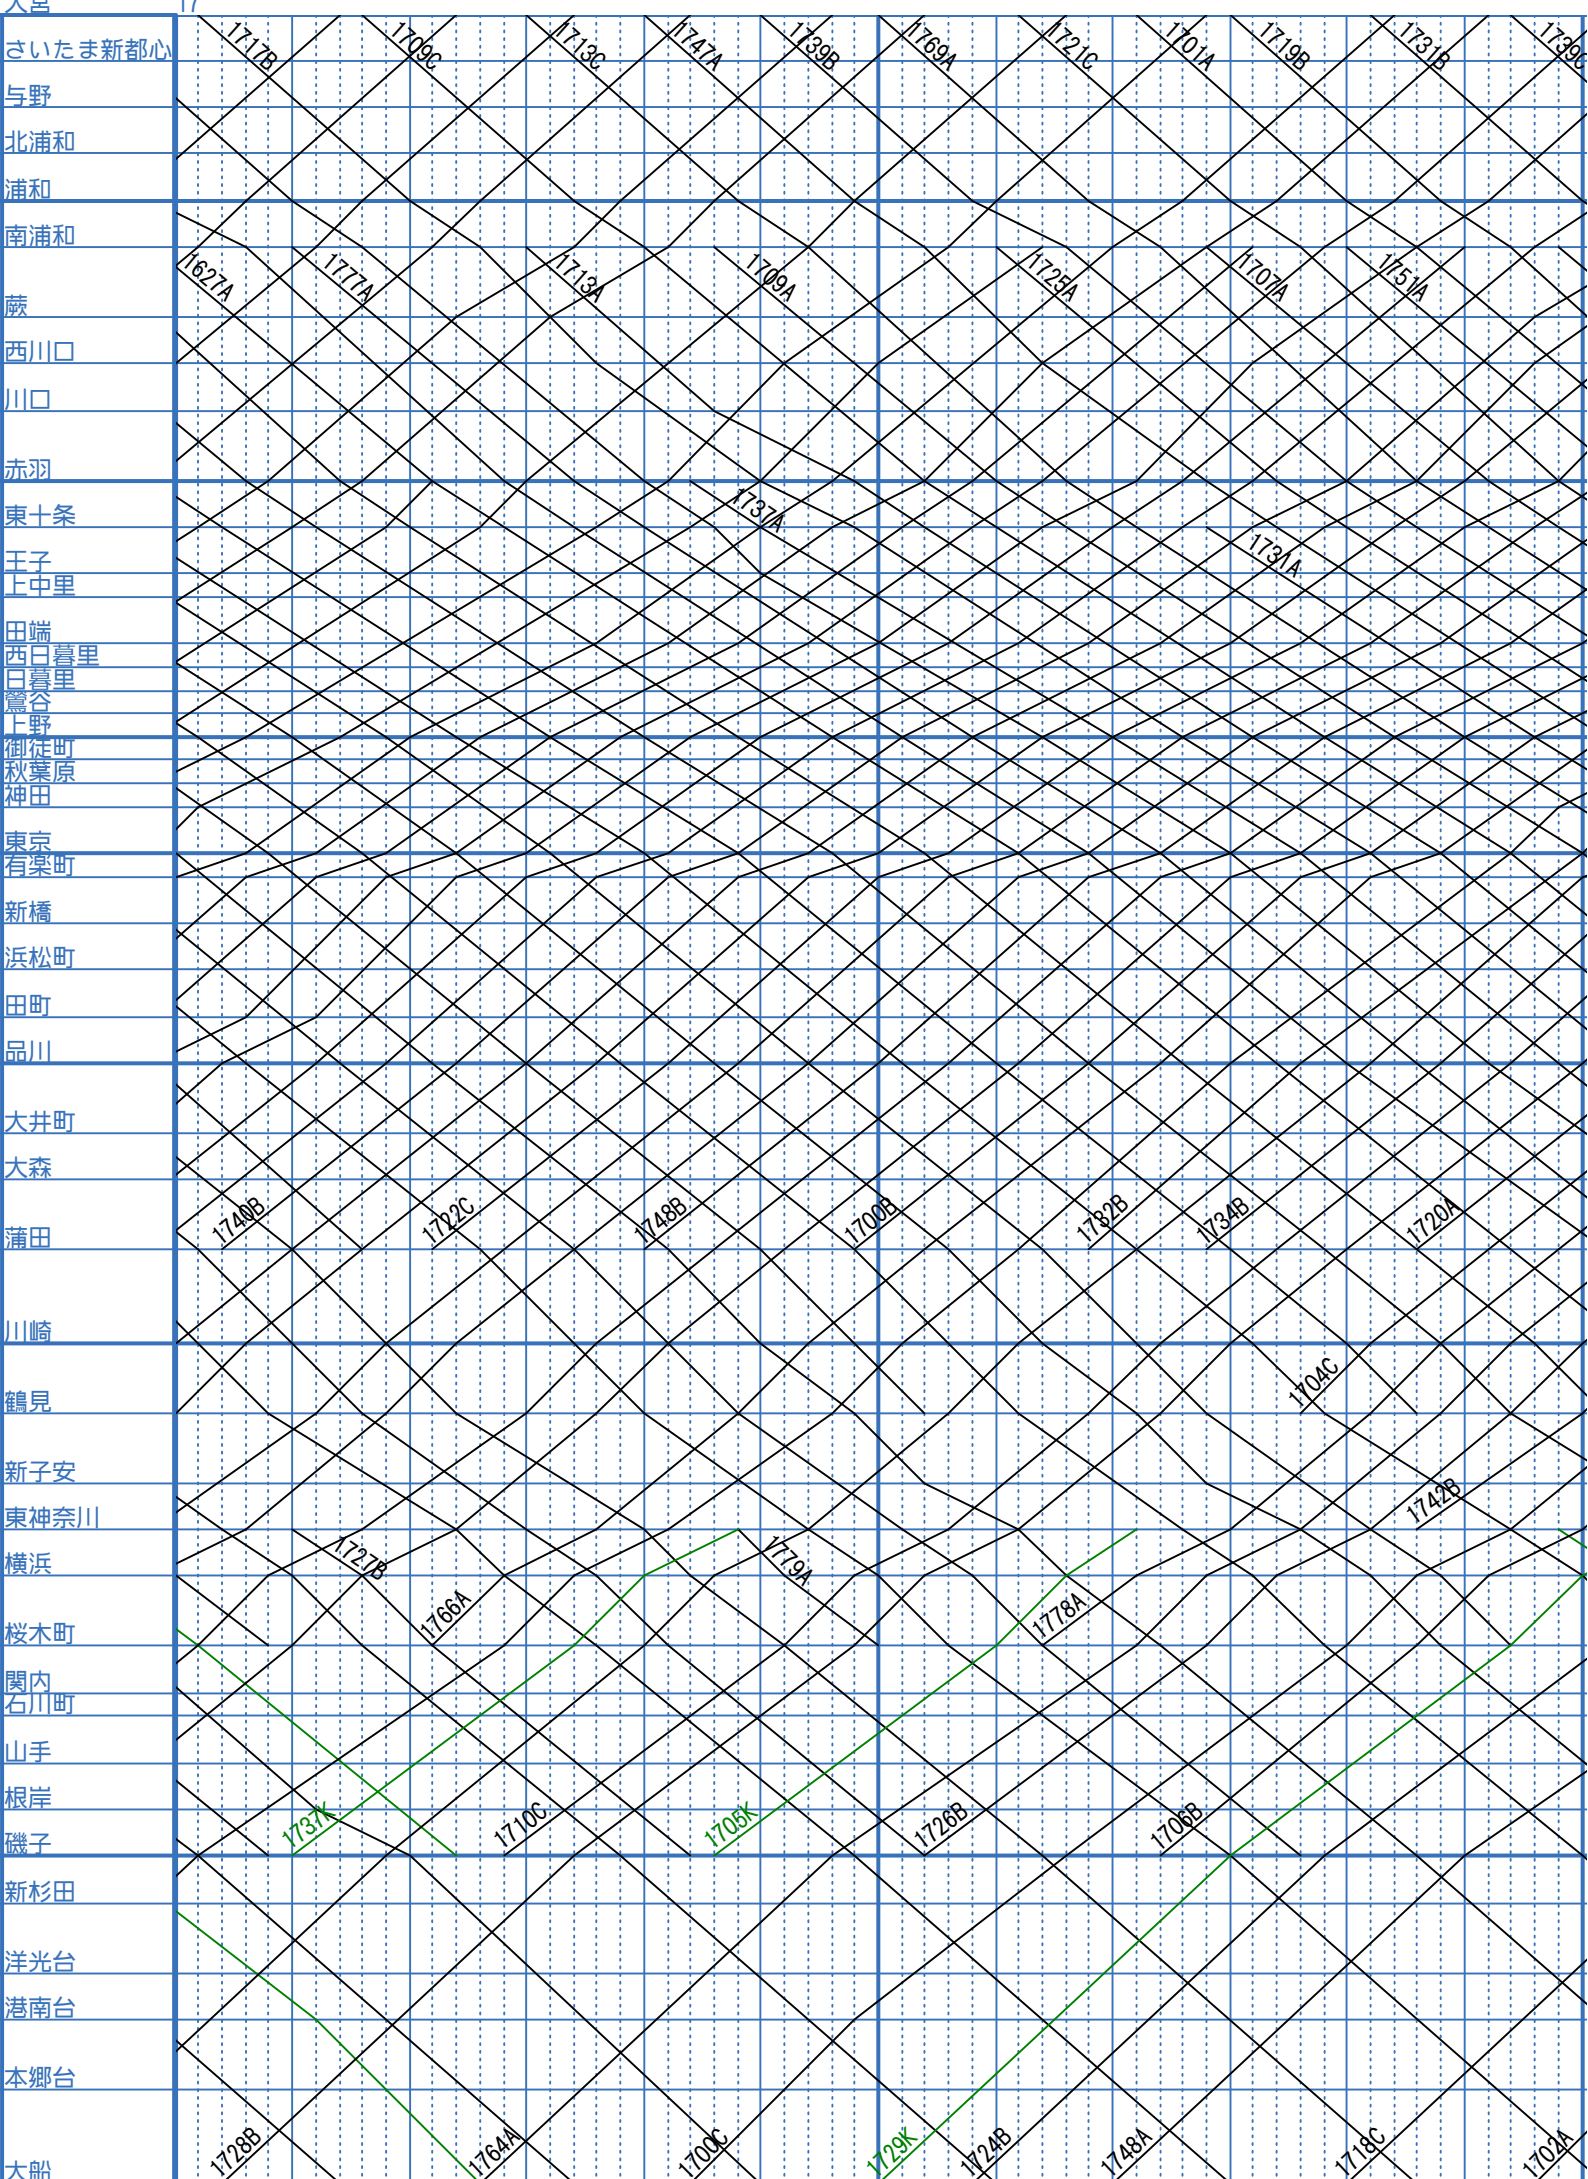 大宮 17
さいたま新都心 1717B 1709C 1713C 1747A 1739B 1769A 1721C 1701A 1719B 1731B 1739C
与野
北浦和
浦和
南浦和
1627A 1777A 1713A 1709A 1725A 1707A 1751A
蕨
西川口
川口
赤羽
東十条 1737A
王子 1731A
上中里
田端
西日暮里
日暮里
鶯谷
上野
御徒町
秋葉原
神田
東京
有楽町
新橋
浜松町
田町
品川
大井町
大森
蒲田 1740B 1722C 1748B 1700B 1732B 1734B 1720A
川崎
鶴見 1704C
新子安
東神奈川 1742B
横浜 1727B 1779A
桜木町 1766A 1778A
関内
石川町
山手
根岸
磯子 1737K 1710C 1705K 1726B 1706B
新杉田
洋光台
港南台
本郷台
大船 1728B 1764A 1700C 1729K 1724B 1748A 1718C 1702A